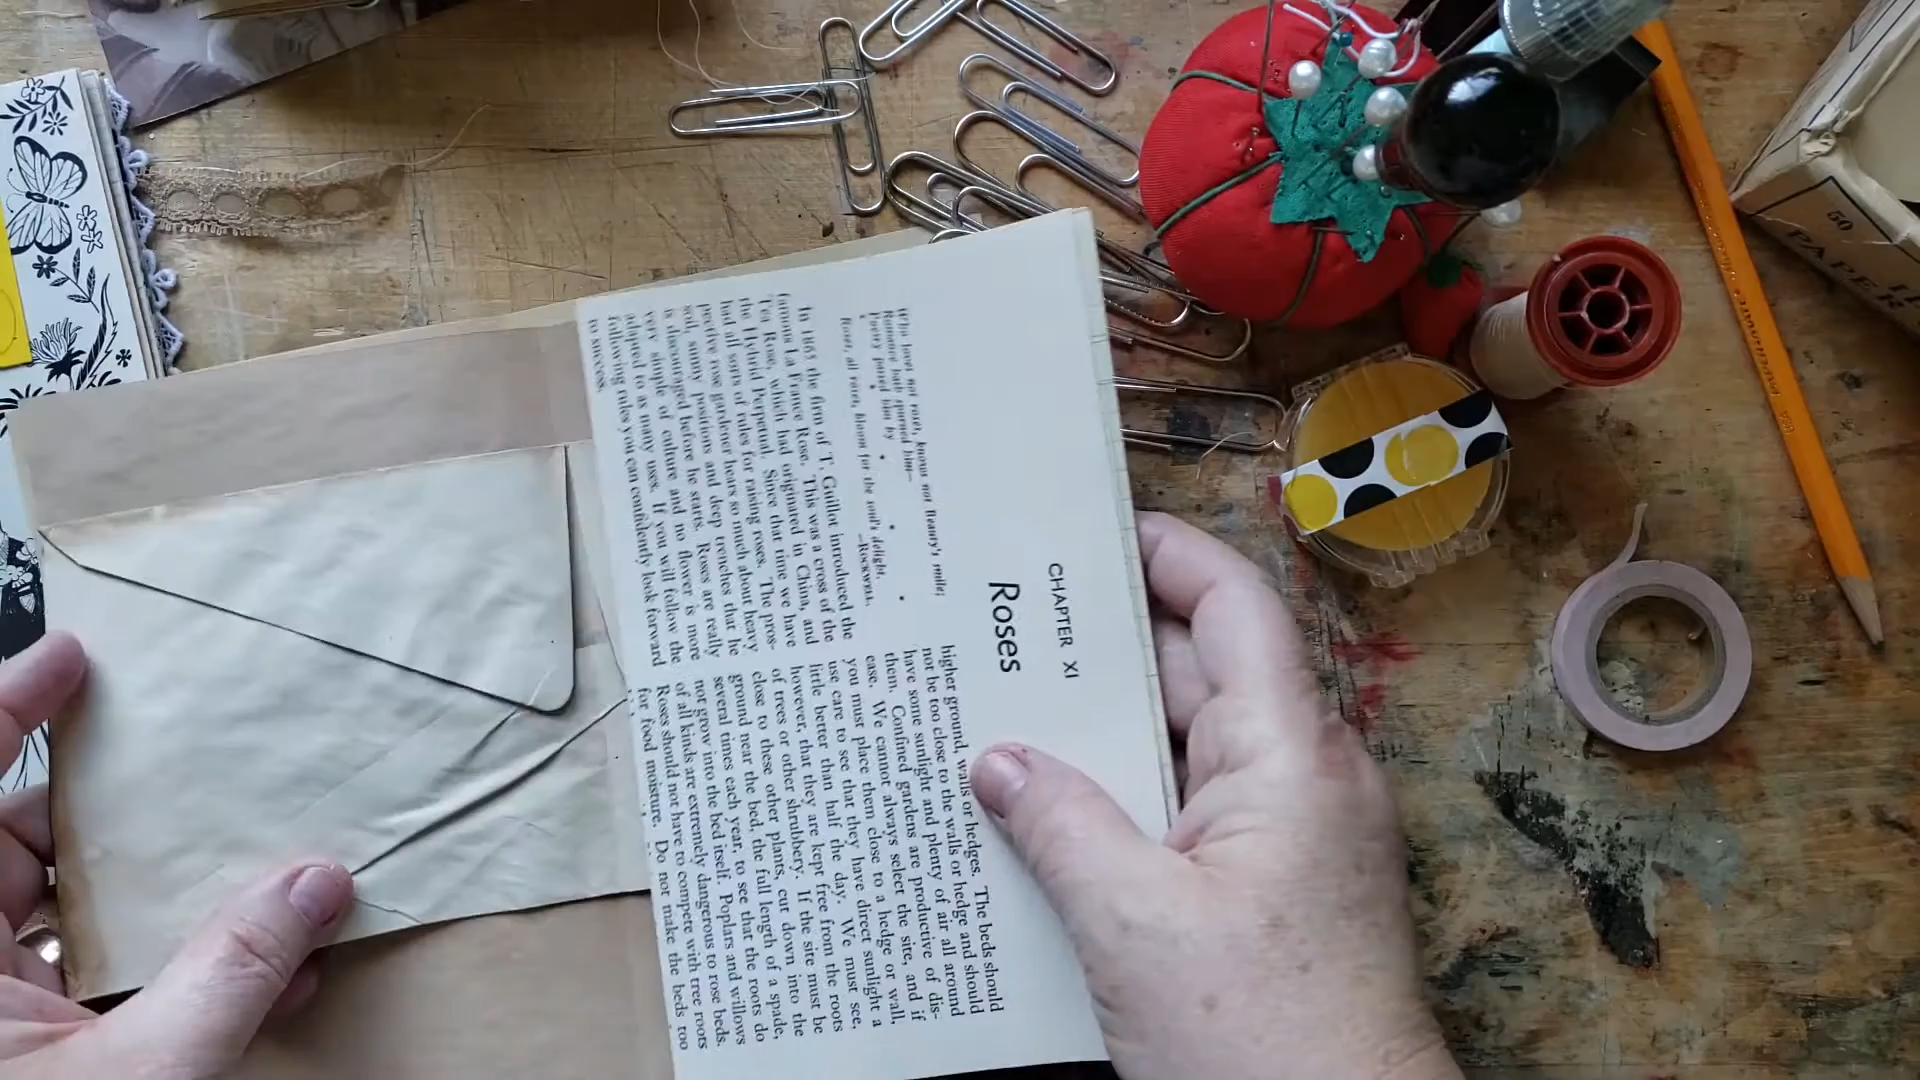 CHAPTER XI
Roses
Who loves not roses, knows not Beauty's smile;
Romance hath spurned him—
Poesy passed him by
Roses, all roses, bloom for the soul's delight.
—ROCKWELL
In 1865 the firm of T. Guillot introduced the
famous La France Rose. This was a cross of the
Tea Rose, which had originated in China, and
the Hybrid Perpetual. Since that time we have
had all sorts of rules for raising roses. The pros-
pective rose gardener hears so much about heavy
soil, sunny positions and deep trenches that he
is discouraged before he starts. Roses are really
very simple of culture and no flower is more
adapted to as many uses. If you will follow the
following rules you can confidently look forward
to success.
higher ground, walls or hedges. The beds should
not be too close to the walls or hedge and should
have some sunlight and plenty of air all around
them. Confined gardens are productive of dis-
ease. We cannot always select the site, and if
you must place them close to a hedge or wall,
use care to see that they have direct sunlight a
little better than half the day. We must see,
however, that they are kept free from the roots
of trees or other shrubbery. If the site must be
close to these other plants, cut down into the
ground near the bed, the full length of a spade,
several times each year, to see that the roots do
not grow into the bed itself. Poplars and willows
of all kinds are extremely dangerous to rose beds.
Roses should not have to compete with tree roots
for food moisture. Do not make the beds too
50
PAPER